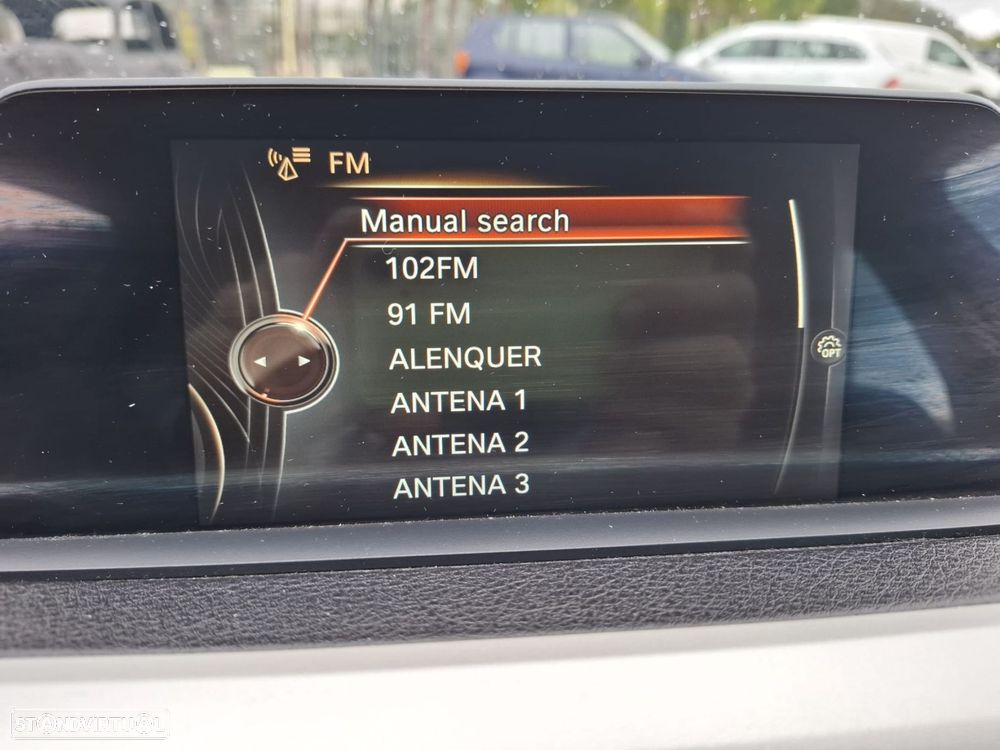 FM
Manual search
102FM
91 FM
ALENQUER
OPT
ANTENA 1
ANTENA 2
ANTENA 3
STANDVIRTUAL